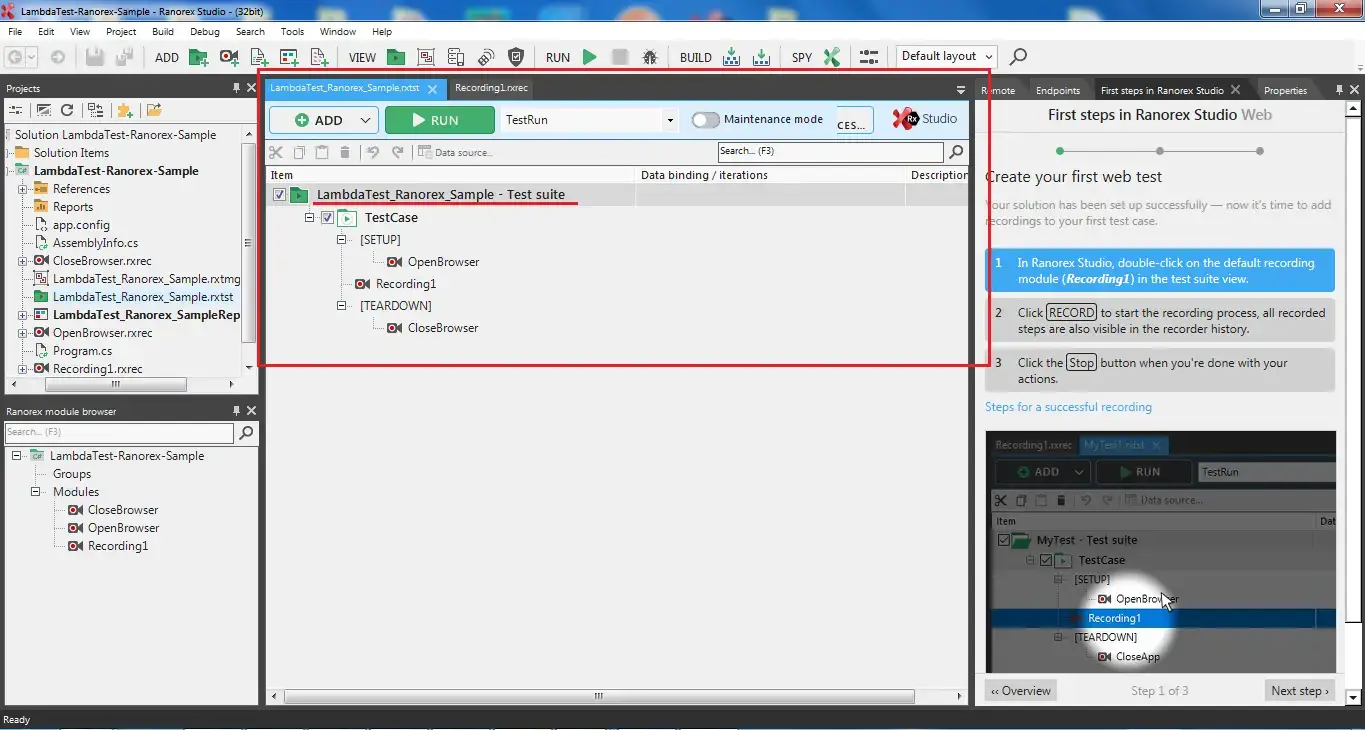 LambdaTest-Ranorex-Sample - Ranorex Studio - (32bit)
File Edit View Project Build Debug Search Tools Window Help
ADD VIEW RUN BUILD SPY Default layout
Projects
Solution LambdaTest-Ranorex-Sample
Solution Items
LambdaTest-Ranorex-Sample
References
Reports
app.config
AssemblyInfo.cs
CloseBrowser.rxrec
LambdaTest_Ranorex_Sample.rxtmg
LambdaTest_Ranorex_Sample.rxtst
LambdaTest_Ranorex_SampleRep
OpenBrowser.rxrec
Program.cs
Recording1.rxrec
Ranorex module browser
Search... (F3)
LambdaTest-Ranorex-Sample
Groups
Modules
CloseBrowser
OpenBrowser
Recording1
LambdaTest_Ranorex_Sample.rxtst Recording1.rxrec
ADD RUN TestRun Maintenance mode CES... Rx Studio
Data source... Search... (F3)
Item Data binding / iterations Description
LambdaTest_Ranorex_Sample - Test suite
TestCase
[SETUP]
OpenBrowser
Recording1
[TEARDOWN]
CloseBrowser
Remote Endpoints First steps in Ranorex Studio Properties
First steps in Ranorex Studio Web
Create your first web test
Your solution has been set up successfully — now it's time to add
recordings to your first test case.
1 In Ranorex Studio, double-click on the default recording
module (Recording1) in the test suite view.
2 Click RECORD to start the recording process, all recorded
steps are also visible in the recorder history.
3 Click the Stop button when you're done with your
actions.
Steps for a successful recording
Recording1.rxrec MyTest1.rxtst
ADD RUN TestRun
Data source...
Item Dat
MyTest - Test suite
TestCase
[SETUP]
OpenBrowser
Recording1
[TEARDOWN]
CloseApp
‹‹ Overview Step 1 of 3 Next step ›
Ready